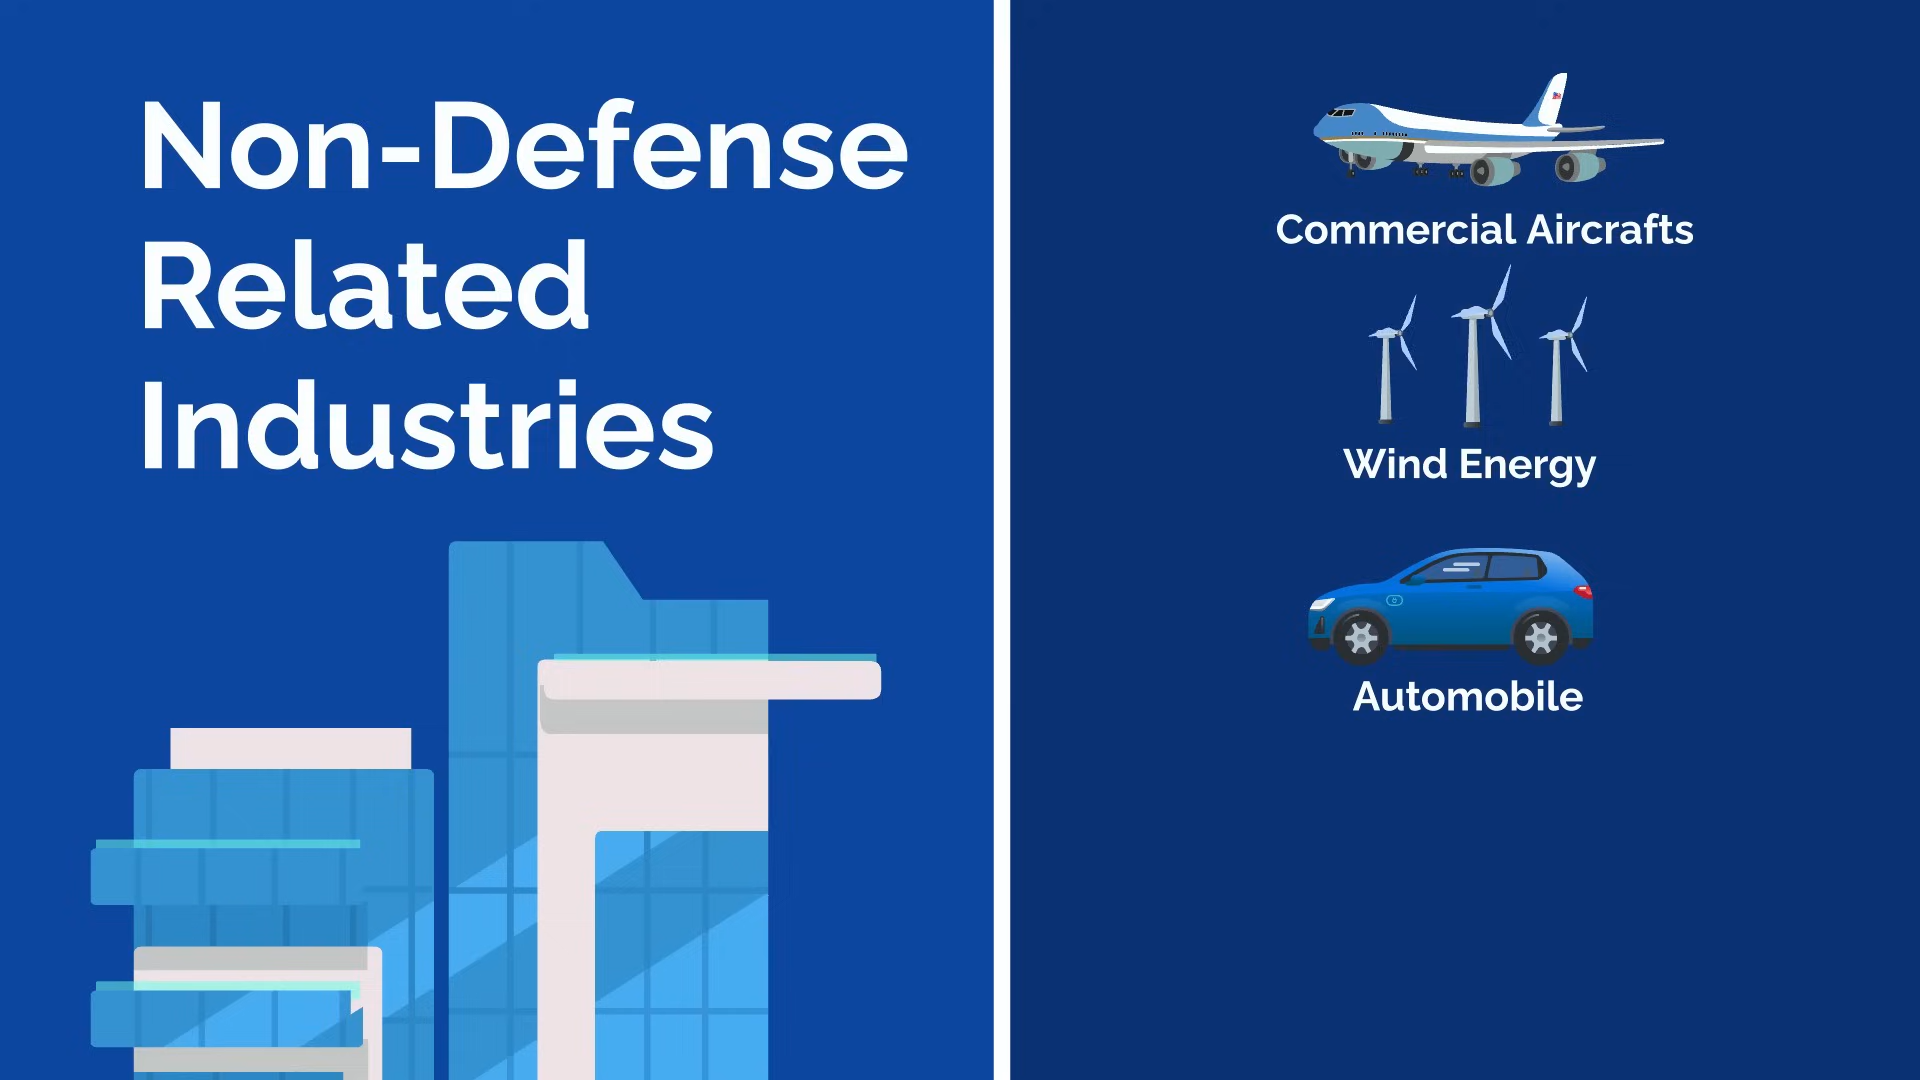 Non-Defense
Related
Industries
Commercial Aircrafts
Wind Energy
Automobile